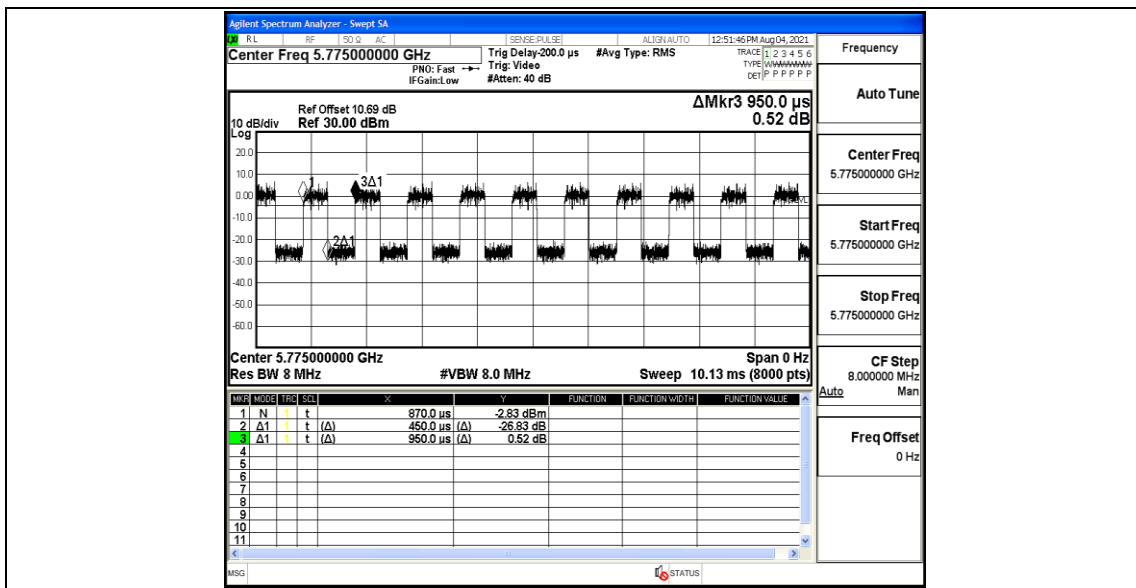 Agilent Spectrum Analyzer - Swept SA
RL RF 50 Ω AC SENSE:PULSE ALIGN AUTO 12:51:46 PM Aug 04, 2021
Center Freq 5.775000000 GHz
PNO: Fast
IFGain:Low
Trig Delay-200.0 µs
Trig: Video
#Atten: 40 dB
#Avg Type: RMS
TRACE 1 2 3 4 5 6
TYPE WWWWWW
DET P P P P P P
Ref Offset 10.69 dB
Ref 30.00 dBm
10 dB/div
Log
ΔMkr3 950.0 µs
0.52 dB
20.0
10.0
0.00
-10.0
-20.0
-30.0
-40.0
-50.0
-60.0
1
3Δ1
2Δ1
Center 5.775000000 GHz Span 0 Hz
Res BW 8 MHz #VBW 8.0 MHz Sweep 10.13 ms (8000 pts)
MKR MODE TRC SCL X Y FUNCTION FUNCTION WIDTH FUNCTION VALUE
1 N 1 t 870.0 µs -2.83 dBm
2 Δ1 1 t (Δ) 450.0 µs (Δ) -26.83 dB
3 Δ1 1 t (Δ) 950.0 µs (Δ) 0.52 dB
4
5
6
7
8
9
10
11
MSG STATUS
Frequency
Auto Tune
Center Freq
5.775000000 GHz
Start Freq
5.775000000 GHz
Stop Freq
5.775000000 GHz
CF Step
8.000000 MHz
Auto Man
Freq Offset
0 Hz